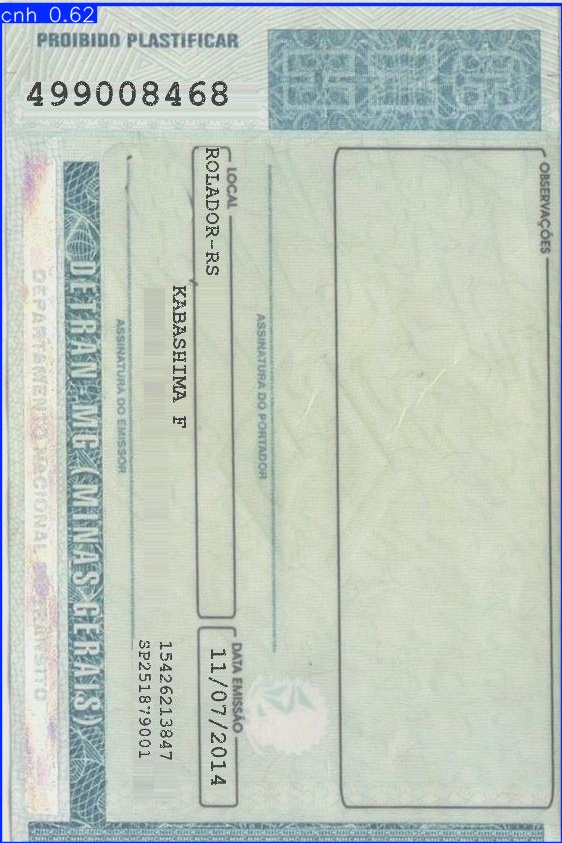 cnh 0.62
PROIBIDO PLASTIFICAR
499008468
OBSERVAÇÕES
ASSINATURA DO PORTADOR
LOCAL
ROLADOR-RS
DATA EMISSÃO
11/07/2014
KABASHIMA F
15426213847
SP251879001
ASSINATURA DO EMISSOR
DETRAN-MG (MINAS GERAIS)
DEPARTAMENTO NACIONAL DE TRÂNSITO